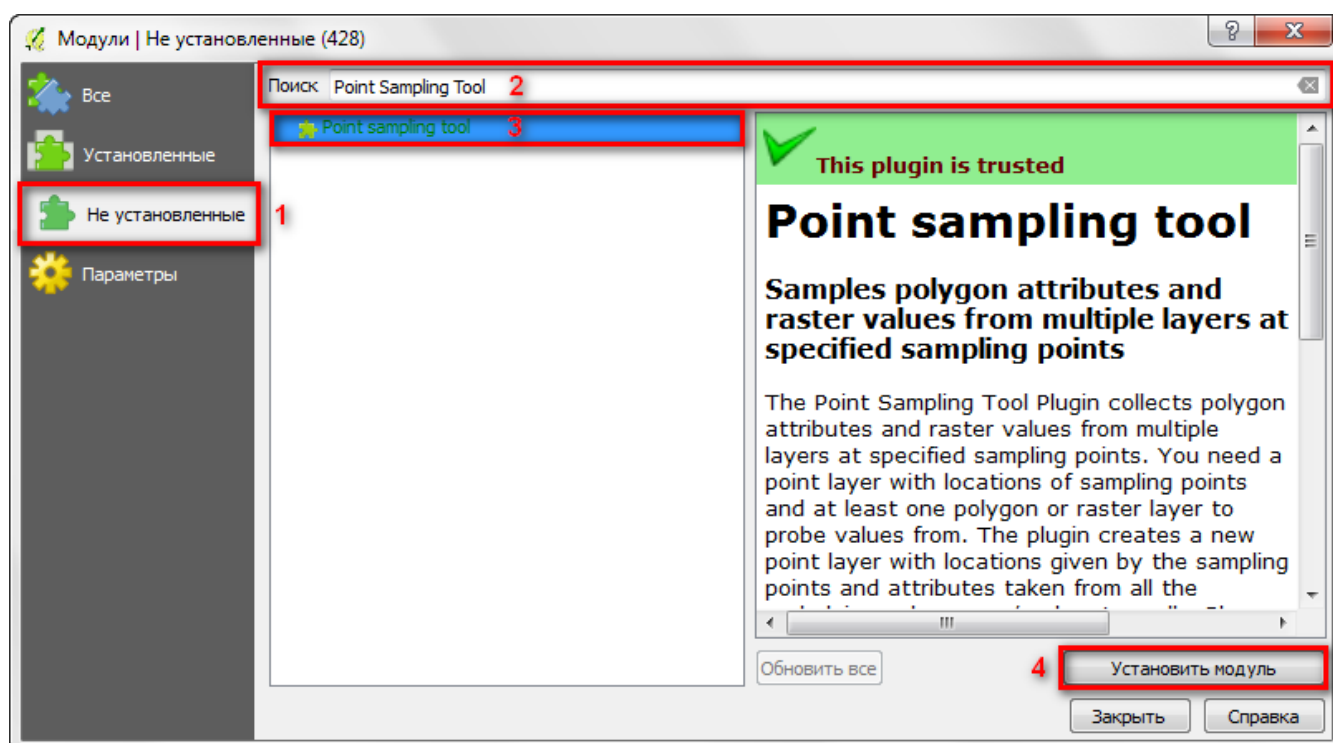 Модули | Не установленные (428)
Поиск Point Sampling Tool 2
Все
Установленные
Не установленные 1
Параметры
Point sampling tool 3
This plugin is trusted
Point sampling tool
Samples polygon attributes and
raster values from multiple layers at
specified sampling points
The Point Sampling Tool Plugin collects polygon
attributes and raster values from multiple
layers at specified sampling points. You need a
point layer with locations of sampling points
and at least one polygon or raster layer to
probe values from. The plugin creates a new
point layer with locations given by the sampling
points and attributes taken from all the
Обновить все
4 Установить модуль
Закрыть
Справка